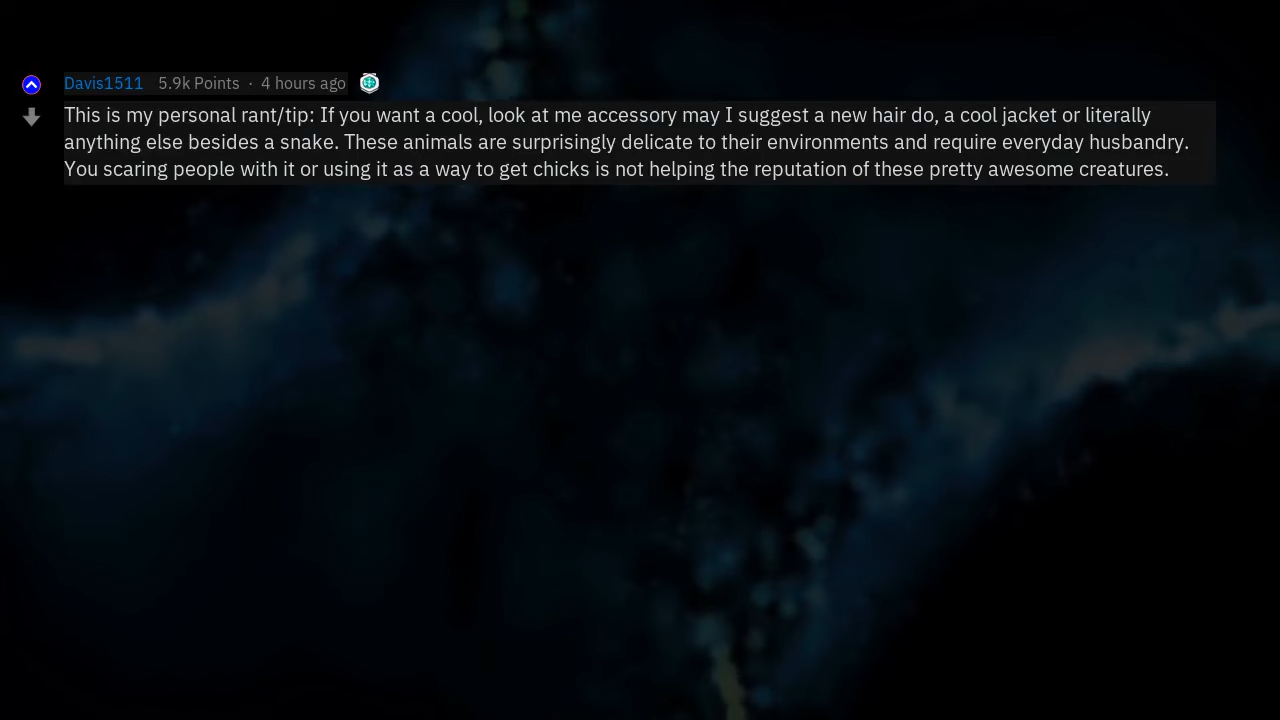 Davis1511 5.9k Points · 4 hours ago
This is my personal rant/tip: If you want a cool, look at me accessory may I suggest a new hair do, a cool jacket or literally
anything else besides a snake. These animals are surprisingly delicate to their environments and require everyday husbandry.
You scaring people with it or using it as a way to get chicks is not helping the reputation of these pretty awesome creatures.